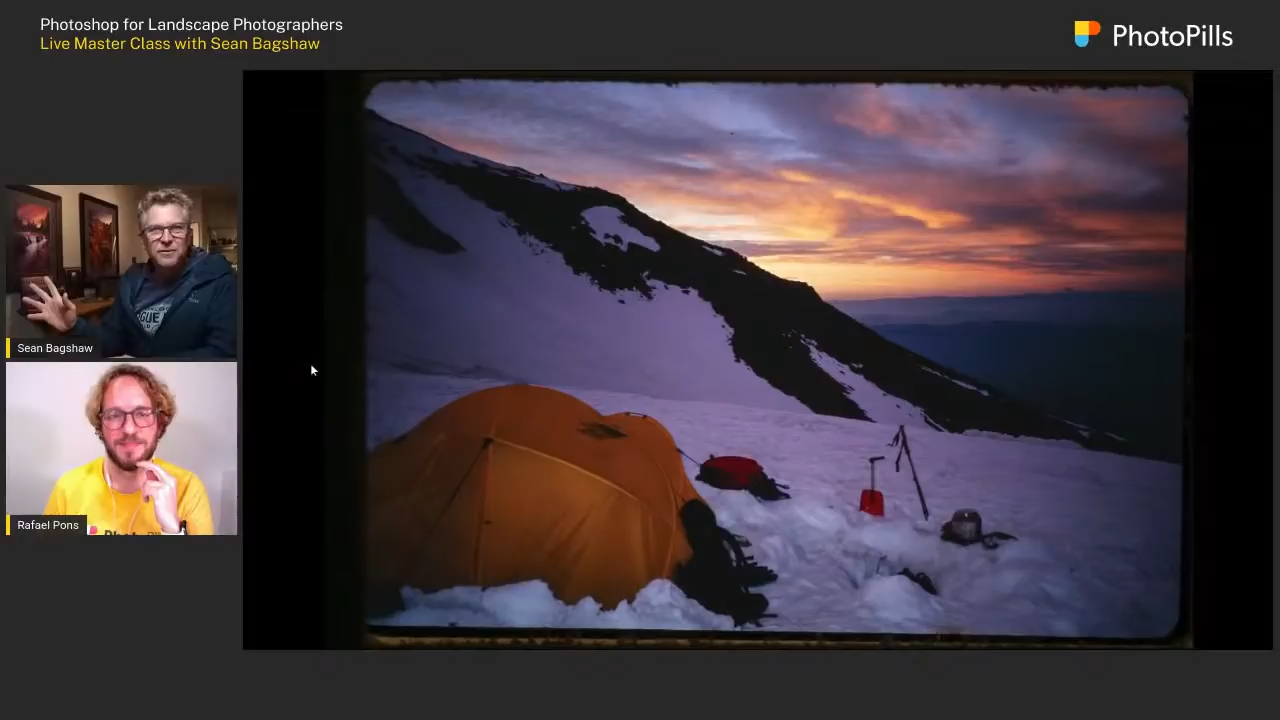 Photoshop for Landscape Photographers
Live Master Class with Sean Bagshaw
PhotoPills
Sean Bagshaw
Rafael Pons